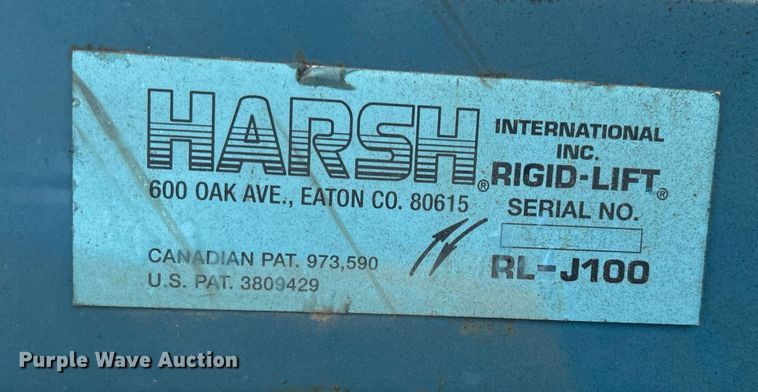 HARSH®
INTERNATIONAL
INC.
600 OAK AVE., EATON CO. 80615
RIGID-LIFT®
SERIAL NO.
CANADIAN PAT. 973,590
U.S. PAT. 3809429
RL-J100
Purple Wave Auction